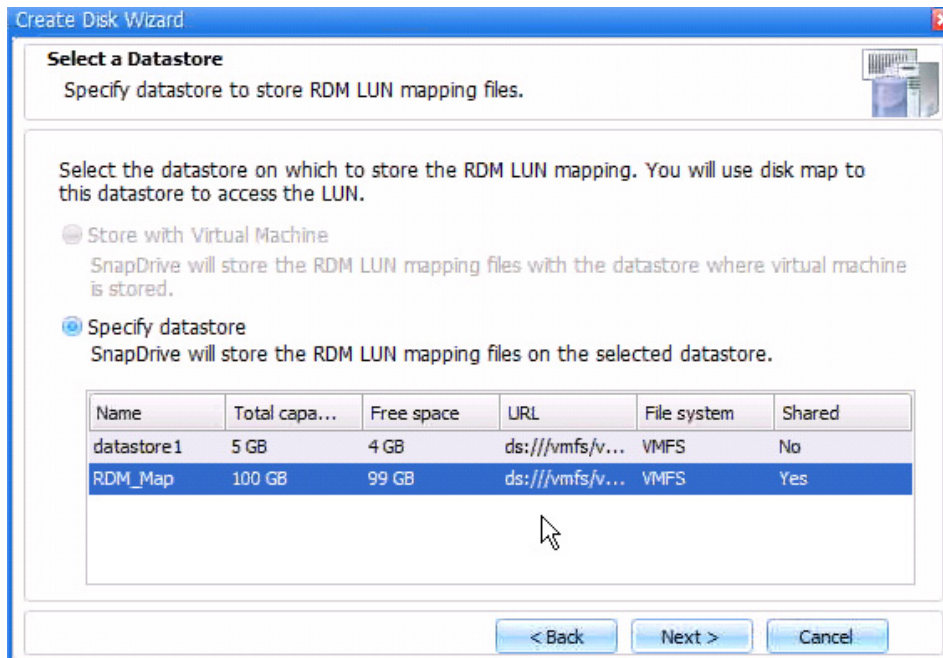 Create Disk Wizard
Select a Datastore
Specify datastore to store RDM LUN mapping files.
Select the datastore on which to store the RDM LUN mapping. You will use disk map to
this datastore to access the LUN.
Store with Virtual Machine
SnapDrive will store the RDM LUN mapping files with the datastore where virtual machine
is stored.
Specify datastore
SnapDrive will store the RDM LUN mapping files on the selected datastore.
Name Total capa... Free space URL File system Shared
datastore1 5 GB 4 GB ds:///vmfs/v... VMFS No
RDM_Map 100 GB 99 GB ds:///vmfs/v... VMFS Yes
< Back Next > Cancel